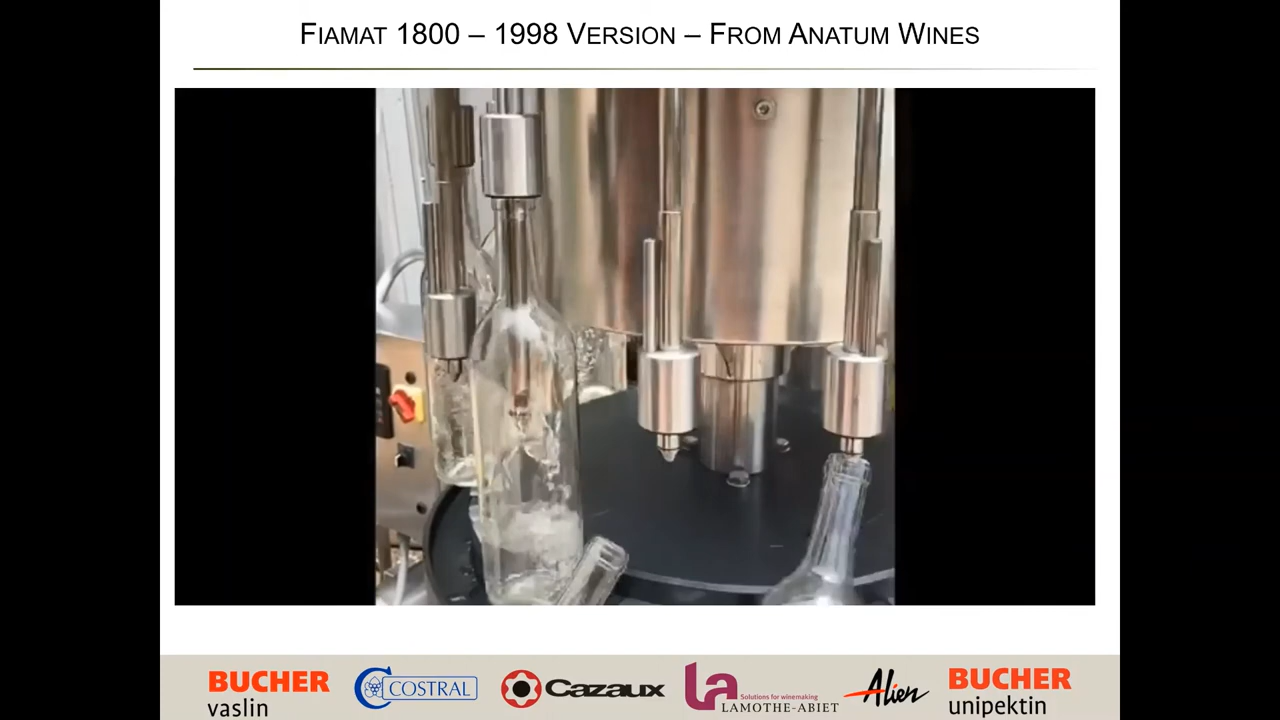 FIAMAT 1800 – 1998 VERSION – FROM ANATUM WINES
BUCHER
vaslin
COSTRAL
Cazaux
La
Solutions for winemaking
LAMOTHE-ABIET
Alien
BUCHER
unipektin